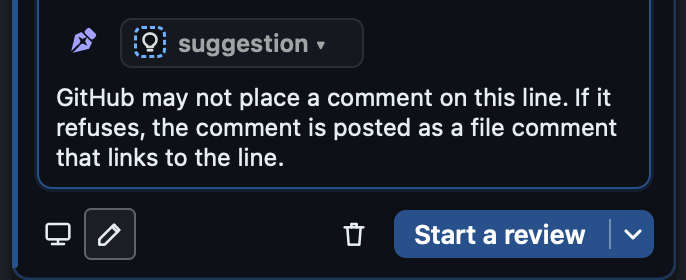 suggestion
GitHub may not place a comment on this line. If it
refuses, the comment is posted as a file comment
that links to the line.
Start a review